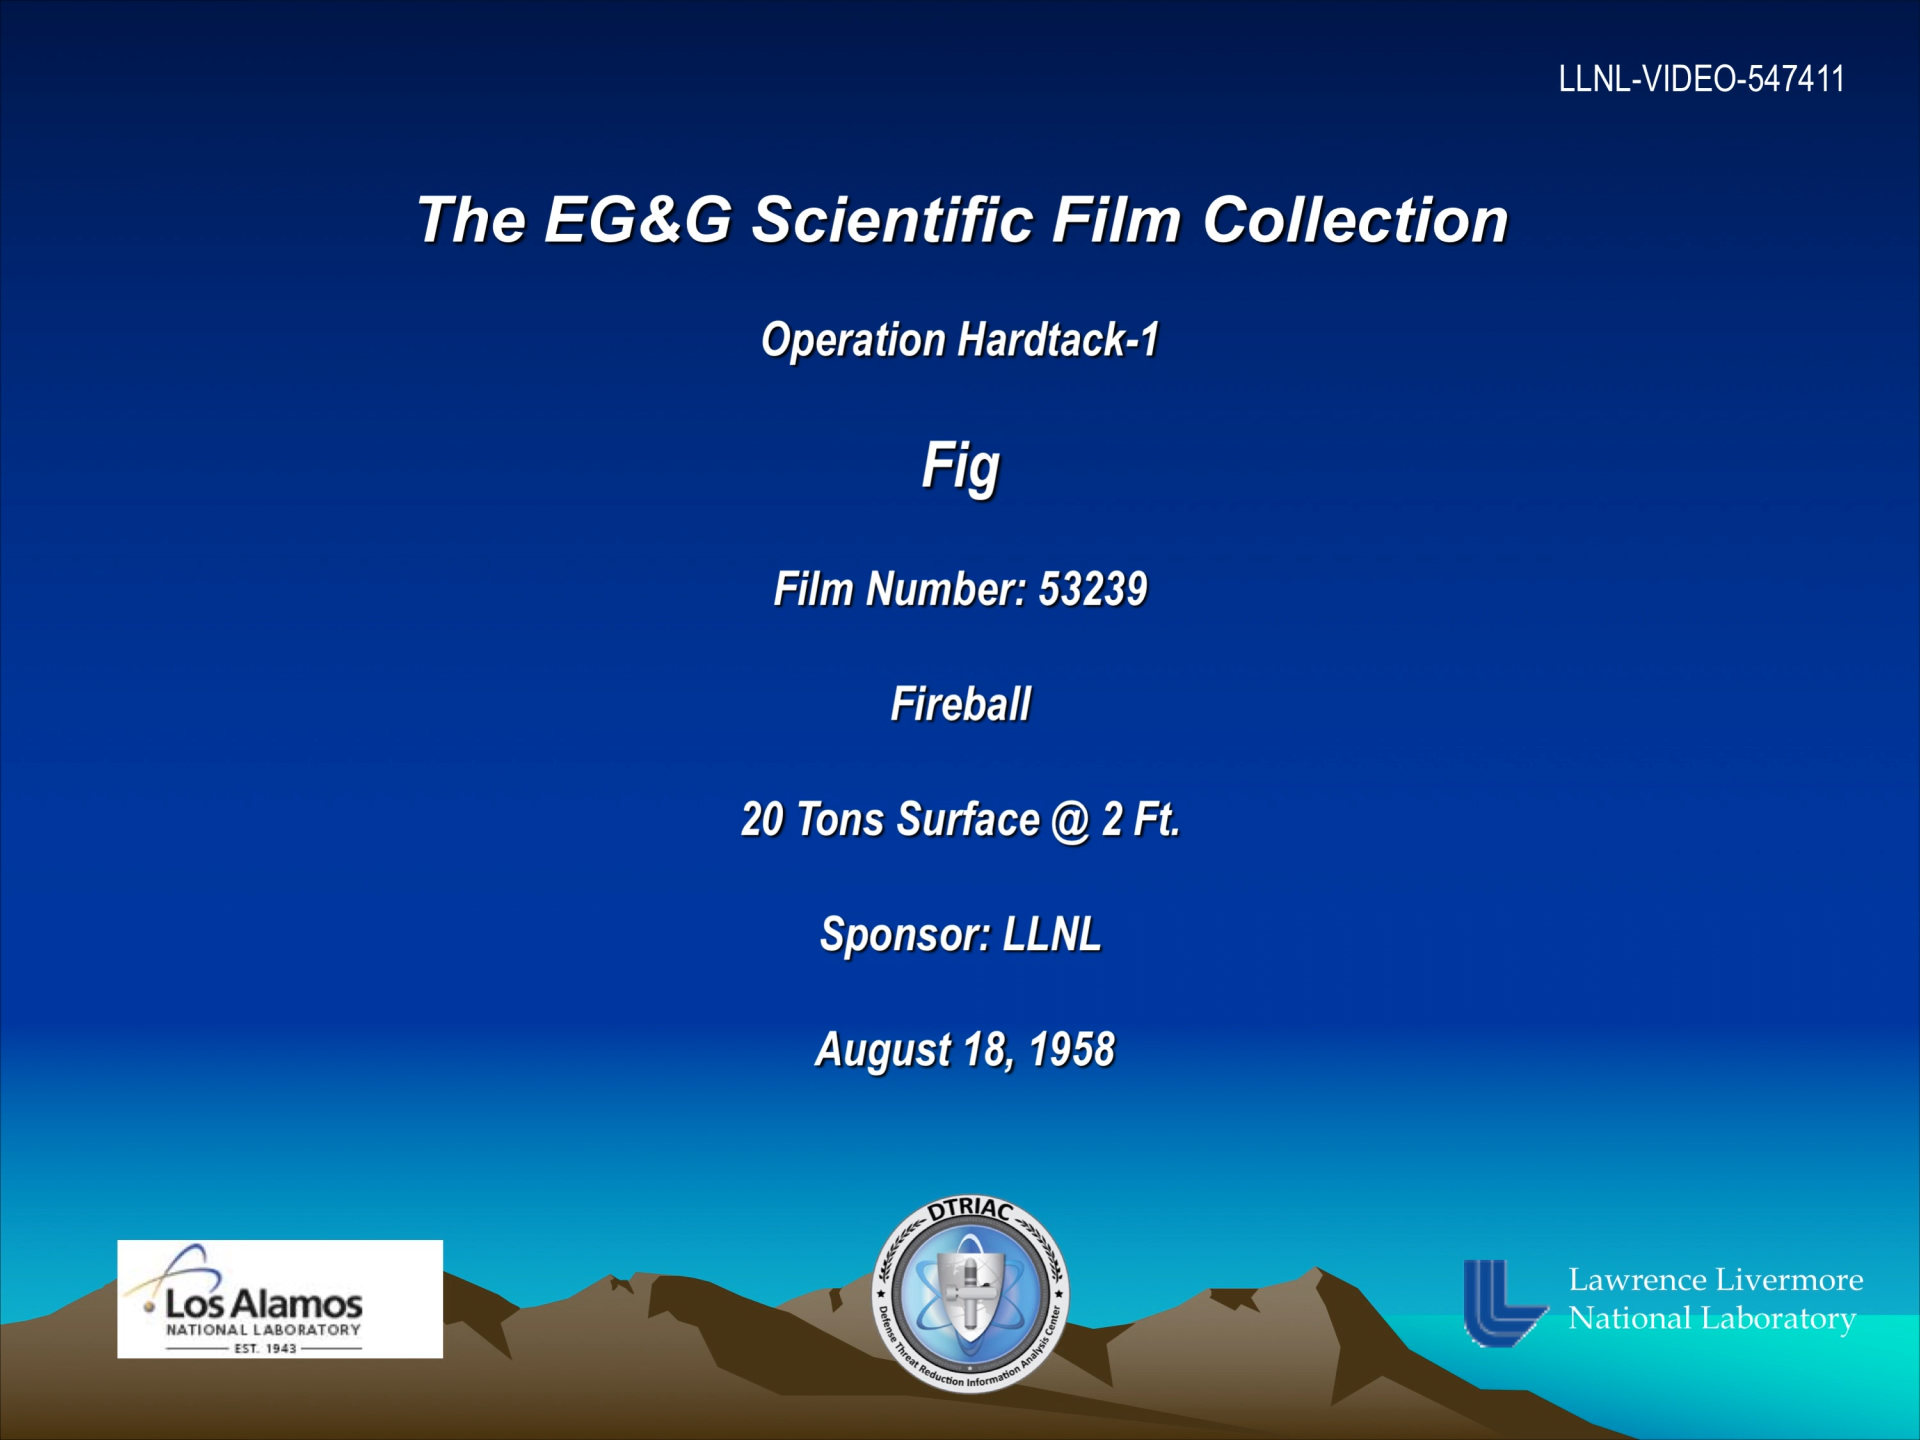 LLNL-VIDEO-547411
The EG&G Scientific Film Collection
Operation Hardtack-1
Fig
Film Number: 53239
Fireball
20 Tons Surface @ 2 Ft.
Sponsor: LLNL
August 18, 1958
Los Alamos
NATIONAL LABORATORY
EST. 1943
DTRIAC
Defense Threat Reduction Information Analysis Center
Lawrence Livermore
National Laboratory